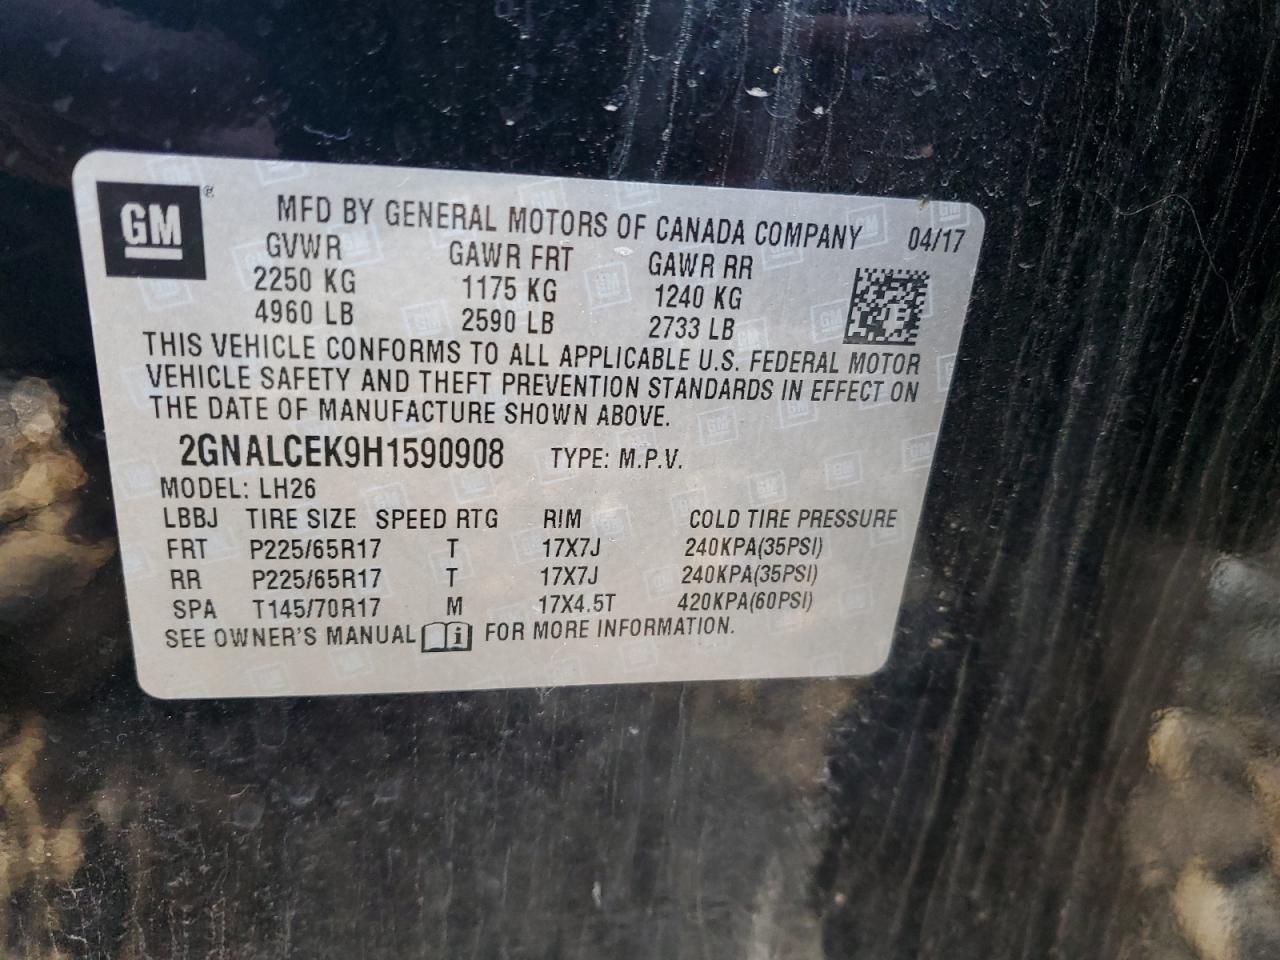 GM ®
MFD BY GENERAL MOTORS OF CANADA COMPANY 04/17
GVWR GAWR FRT GAWR RR
2250 KG 1175 KG 1240 KG
4960 LB 2590 LB 2733 LB
THIS VEHICLE CONFORMS TO ALL APPLICABLE U.S. FEDERAL MOTOR
VEHICLE SAFETY AND THEFT PREVENTION STANDARDS IN EFFECT ON
THE DATE OF MANUFACTURE SHOWN ABOVE.
2GNALCEK9H1590908 TYPE: M.P.V.
MODEL: LH26
LBBJ TIRE SIZE SPEED RTG RIM COLD TIRE PRESSURE
FRT P225/65R17 T 17X7J 240KPA(35PSI)
RR P225/65R17 T 17X7J 240KPA(35PSI)
SPA T145/70R17 M 17X4.5T 420KPA(60PSI)
SEE OWNER'S MANUAL i FOR MORE INFORMATION.